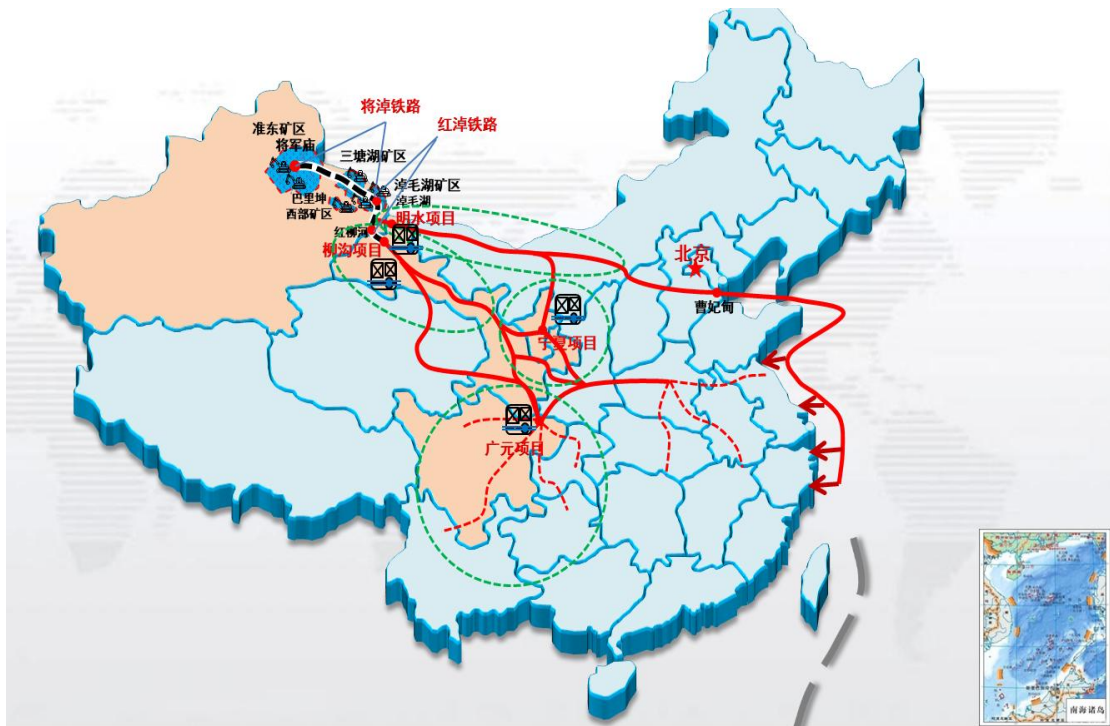 将淖铁路
红淖铁路
准东矿区
将军庙
三塘湖矿区
淖毛湖矿区
淖毛湖
巴里坤
西部矿区
明水项目
红柳河
柳沟项目
北京
曹妃甸
宁夏项目
广元项目
南海诸岛